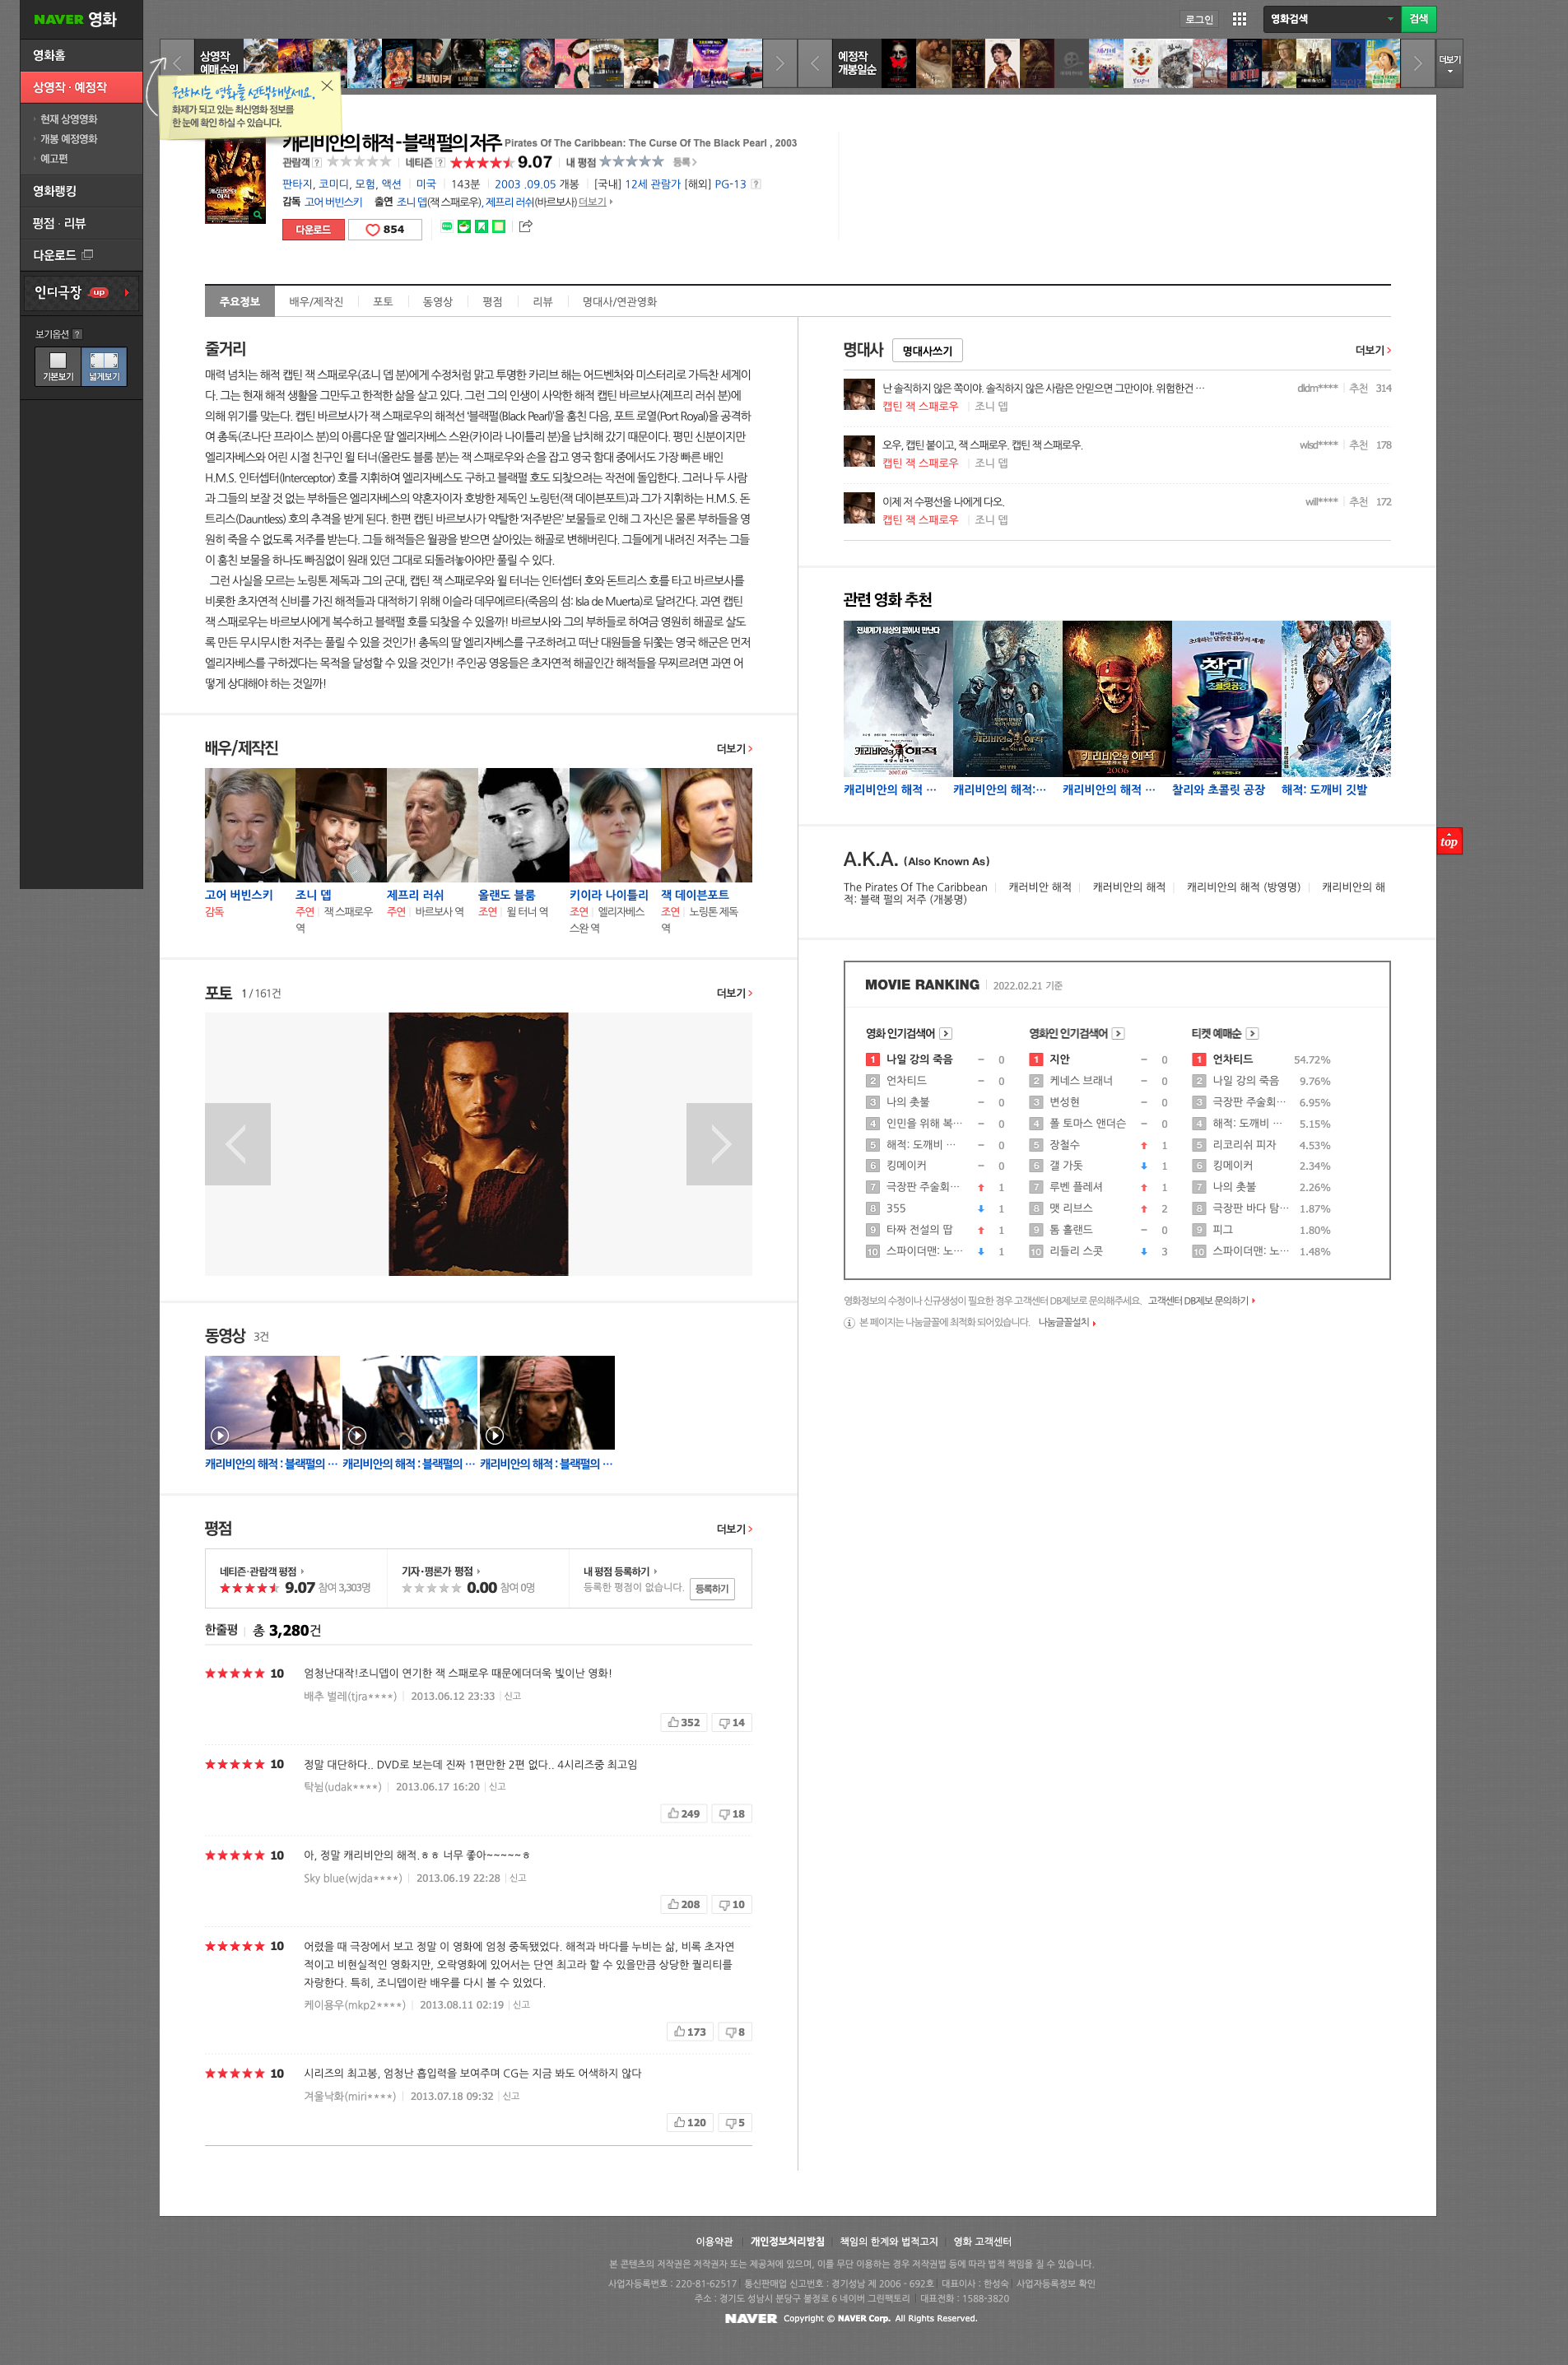 NAVER 영화
로그인
영화검색
검색
영화홈
상영작 · 예정작
현재 상영영화
개봉 예정영화
예고편
영화랭킹
평점 · 리뷰
다운로드
인디극장 up
보기옵션 ?
기본보기 넓게보기
상영작
예매순위
예정작
개봉일순
더보기
원하시는 영화를 선택해보세요.
화제가 되고 있는 최신영화 정보를
한 눈에 확인 하실 수 있습니다.
캐리비안의 해적 - 블랙 펄의 저주 Pirates Of The Caribbean: The Curse Of The Black Pearl , 2003
관람객 ? 네티즌 ? 9.07 내 평점 등록
판타지, 코미디, 모험, 액션 미국 143분 2003 .09.05 개봉 [국내] 12세 관람가 [해외] PG-13 ?
감독 고어 버빈스키 출연 조니 뎁(잭 스패로우), 제프리 러쉬(바르보사) 더보기
다운로드 854
주요정보 배우/제작진 포토 동영상 평점 리뷰 명대사/연관영화
줄거리
매력 넘치는 해적 캡틴 잭 스패로우(죠니 뎁 분)에게 수정처럼 맑고 투명한 카리브 해는 어드벤처와 미스터리로 가득찬 세계이
다. 그는 현재 해적 생활을 그만두고 한적한 삶을 살고 있다. 그런 그의 인생이 사악한 해적 캡틴 바르보사(제프리 러쉬 분)에
의해 위기를 맞는다. 캡틴 바르보사가 잭 스패로우의 해적선 '블랙펄(Black Pearl)'을 훔친 다음, 포트 로열(Port Royal)을 공격하
여 총독(조나단 프라이스 분)의 아름다운 딸 엘리자베스 스완(카이라 나이틀리 분)을 납치해 갔기 때문이다. 평민 신분이지만
엘리자베스와 어린 시절 친구인 윌 터너(올란도 블룸 분)는 잭 스패로우와 손을 잡고 영국 함대 중에서도 가장 빠른 배인
H.M.S. 인터셉터(Interceptor) 호를 지휘하여 엘리자베스도 구하고 블랙펄 호도 되찾으려는 작전에 돌입한다. 그러나 두 사람
과 그들의 보잘 것 없는 부하들은 엘리자베스의 약혼자이자 호방한 제독인 노링턴(잭 데이븐포트)과 그가 지휘하는 H.M.S. 돈
트리스(Dauntless) 호의 추격을 받게 된다. 한편 캡틴 바르보사가 약탈한 '저주받은' 보물들로 인해 그 자신은 물론 부하들을 영
원히 죽을 수 없도록 저주를 받는다. 그들 해적들은 월광을 받으면 살아있는 해골로 변해버린다. 그들에게 내려진 저주는 그들
이 훔친 보물을 하나도 빠짐없이 원래 있던 그대로 되돌려놓아야만 풀릴 수 있다.
그런 사실을 모르는 노링톤 제독과 그의 군대, 캡틴 잭 스패로우와 윌 터너는 인터셉터 호와 돈트리스 호를 타고 바르보사를
비롯한 초자연적 신비를 가진 해적들과 대적하기 위해 이슬라 데무에르타(죽음의 섬: Isla de Muerta)로 달려간다. 과연 캡틴
잭 스패로우는 바르보사에게 복수하고 블랙펄 호를 되찾을 수 있을까! 바르보사와 그의 부하들로 하여금 영원히 해골로 살도
록 만든 무시무시한 저주는 풀릴 수 있을 것인가! 총독의 딸 엘리자베스를 구조하려고 떠난 대원들을 뒤쫓는 영국 해군은 먼저
엘리자베스를 구하겠다는 목적을 달성할 수 있을 것인가! 주인공 영웅들은 초자연적 해골인간 해적들을 무찌르려면 과연 어
떻게 상대해야 하는 것일까!
배우/제작진 더보기
고어 버빈스키 조니 뎁 제프리 러쉬 올랜도 블룸 키이라 나이틀리 잭 데이븐포트
감독 주연 잭 스패로우 주연 바르보사 역 조연 윌 터너 역 조연 엘리자베스 조연 노링톤 제독
역 스완 역 역
포토 1 / 161건 더보기
동영상 3건
캐리비안의 해적 : 블랙펄의 … 캐리비안의 해적 : 블랙펄의 … 캐리비안의 해적 : 블랙펄의 …
평점 더보기
네티즌·관람객 평점 기자·평론가 평점 내 평점 등록하기
9.07 참여 3,303명 0.00 참여 0명 등록한 평점이 없습니다. 등록하기
한줄평 총 3,280건
10 엄청난대작!조니뎁이 연기한 잭 스패로우 때문에더더욱 빛이난 영화!
배추 벌레(tjra****) 2013.06.12 23:33 신고
352 14
10 정말 대단하다.. DVD로 보는데 진짜 1편만한 2편 없다.. 4시리즈중 최고임
탁뉨(udak****) 2013.06.17 16:20 신고
249 18
10 아, 정말 캐리비안의 해적.ㅎㅎ 너무 좋아~~~~~ㅎ
Sky blue(wjda****) 2013.06.19 22:28 신고
208 10
10 어렸을 때 극장에서 보고 정말 이 영화에 엄청 중독됐었다. 해적과 바다를 누비는 삶, 비록 초자연
적이고 비현실적인 영화지만, 오락영화에 있어서는 단연 최고라 할 수 있을만큼 상당한 퀄리티를
자랑한다. 특히, 조니뎁이란 배우를 다시 볼 수 있었다.
케이용우(mkp2****) 2013.08.11 02:19 신고
173 8
10 시리즈의 최고봉, 엄청난 흡입력을 보여주며 CG는 지금 봐도 어색하지 않다
겨울낙화(miri****) 2013.07.18 09:32 신고
120 5
명대사 명대사쓰기 더보기
난 솔직하지 않은 쪽이야. 솔직하지 않은 사람은 안믿으면 그만이야. 위험한건 … dldm**** 추천 314
캡틴 잭 스패로우 조니 뎁
오우, 캡틴 붙이고, 잭 스패로우. 캡틴 잭 스패로우. wlsd**** 추천 178
캡틴 잭 스패로우 조니 뎁
이제 저 수평선을 나에게 다오. will**** 추천 172
캡틴 잭 스패로우 조니 뎁
관련 영화 추천
전세계가 세상의 끝에서 만난다
캐리비안의 해적
2007.05
캐리비안의 해적
캐리비안의 해적
2006
찰리
초콜릿공장
캐리비안의 해적 … 캐리비안의 해적:… 캐리비안의 해적 … 찰리와 초콜릿 공장 해적: 도깨비 깃발
top
A.K.A. (Also Known As)
The Pirates Of The Caribbean 캐러비안 해적 캐러비안의 해적 캐리비안의 해적 (방영명) 캐리비안의 해
적: 블랙 펄의 저주 (개봉명)
MOVIE RANKING 2022.02.21 기준
영화 인기검색어 영화인 인기검색어 티켓 예매순
1 나일 강의 죽음 0 1 지안 0 1 언차티드 54.72%
2 언차티드 0 2 케네스 브래너 0 2 나일 강의 죽음 9.76%
3 나의 촛불 0 3 변성현 0 3 극장판 주술회… 6.95%
4 인민을 위해 복… 0 4 폴 토마스 앤더슨 0 4 해적: 도깨비 … 5.15%
5 해적: 도깨비 … 0 5 장철수 1 5 리코리쉬 피자 4.53%
6 킹메이커 0 6 갤 가돗 1 6 킹메이커 2.34%
7 극장판 주술회… 1 7 루벤 플레셔 1 7 나의 촛불 2.26%
8 355 1 8 맷 리브스 2 8 극장판 바다 탐… 1.87%
9 타짜 전설의 땁 1 9 톰 홀랜드 0 9 피그 1.80%
10 스파이더맨: 노… 1 10 리들리 스콧 3 10 스파이더맨: 노… 1.48%
영화정보의 수정이나 신규생성이 필요한 경우 고객센터 DB제보로 문의해주세요. 고객센터 DB제보 문의하기
본 페이지는 나눔글꼴에 최적화 되어있습니다. 나눔글꼴설치
이용약관 개인정보처리방침 책임의 한계와 법적고지 영화 고객센터
본 콘텐츠의 저작권은 저작권자 또는 제공처에 있으며, 이를 무단 이용하는 경우 저작권법 등에 따라 법적 책임을 질 수 있습니다.
사업자등록번호 : 220-81-62517 통신판매업 신고번호 : 경기성남 제 2006 - 692호 대표이사 : 한성숙 사업자등록정보 확인
주소 : 경기도 성남시 분당구 불정로 6 네이버 그린팩토리 대표전화 : 1588-3820
NAVER Copyright © NAVER Corp. All Rights Reserved.